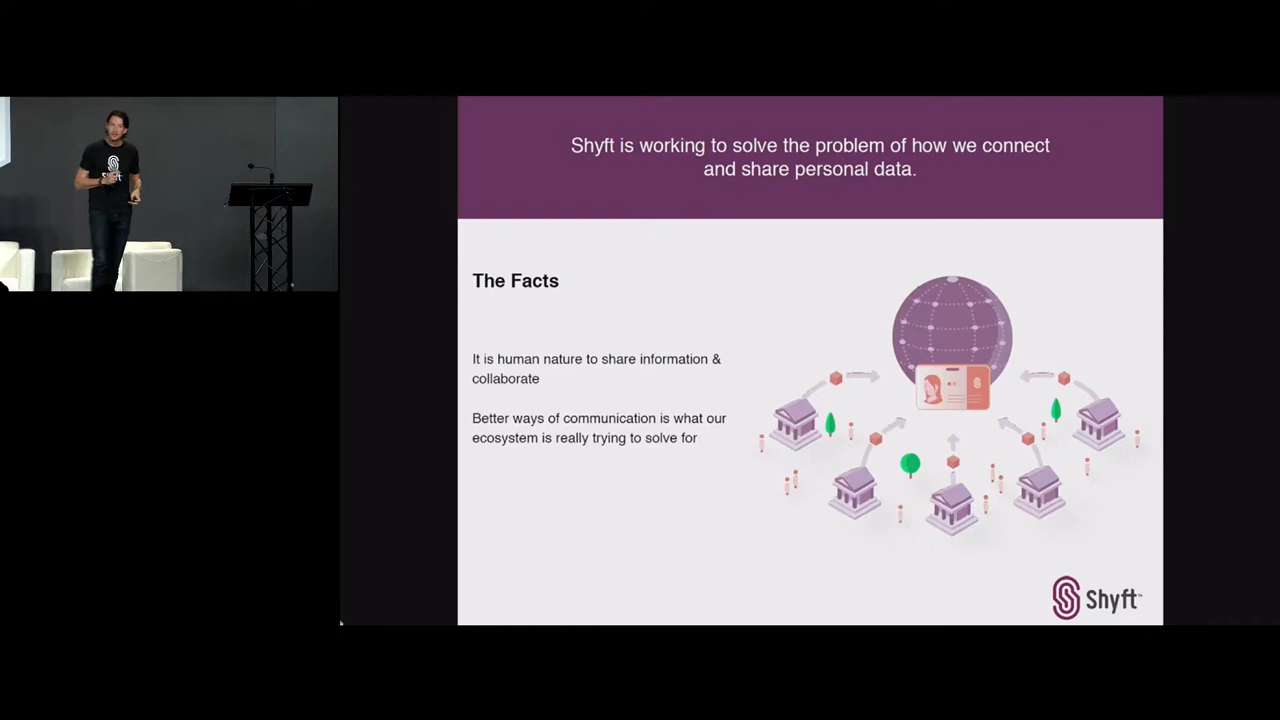 Shyft
Shyft is working to solve the problem of how we connect
and share personal data.
The Facts
It is human nature to share information &
collaborate
Better ways of communication is what our
ecosystem is really trying to solve for
Shyft™